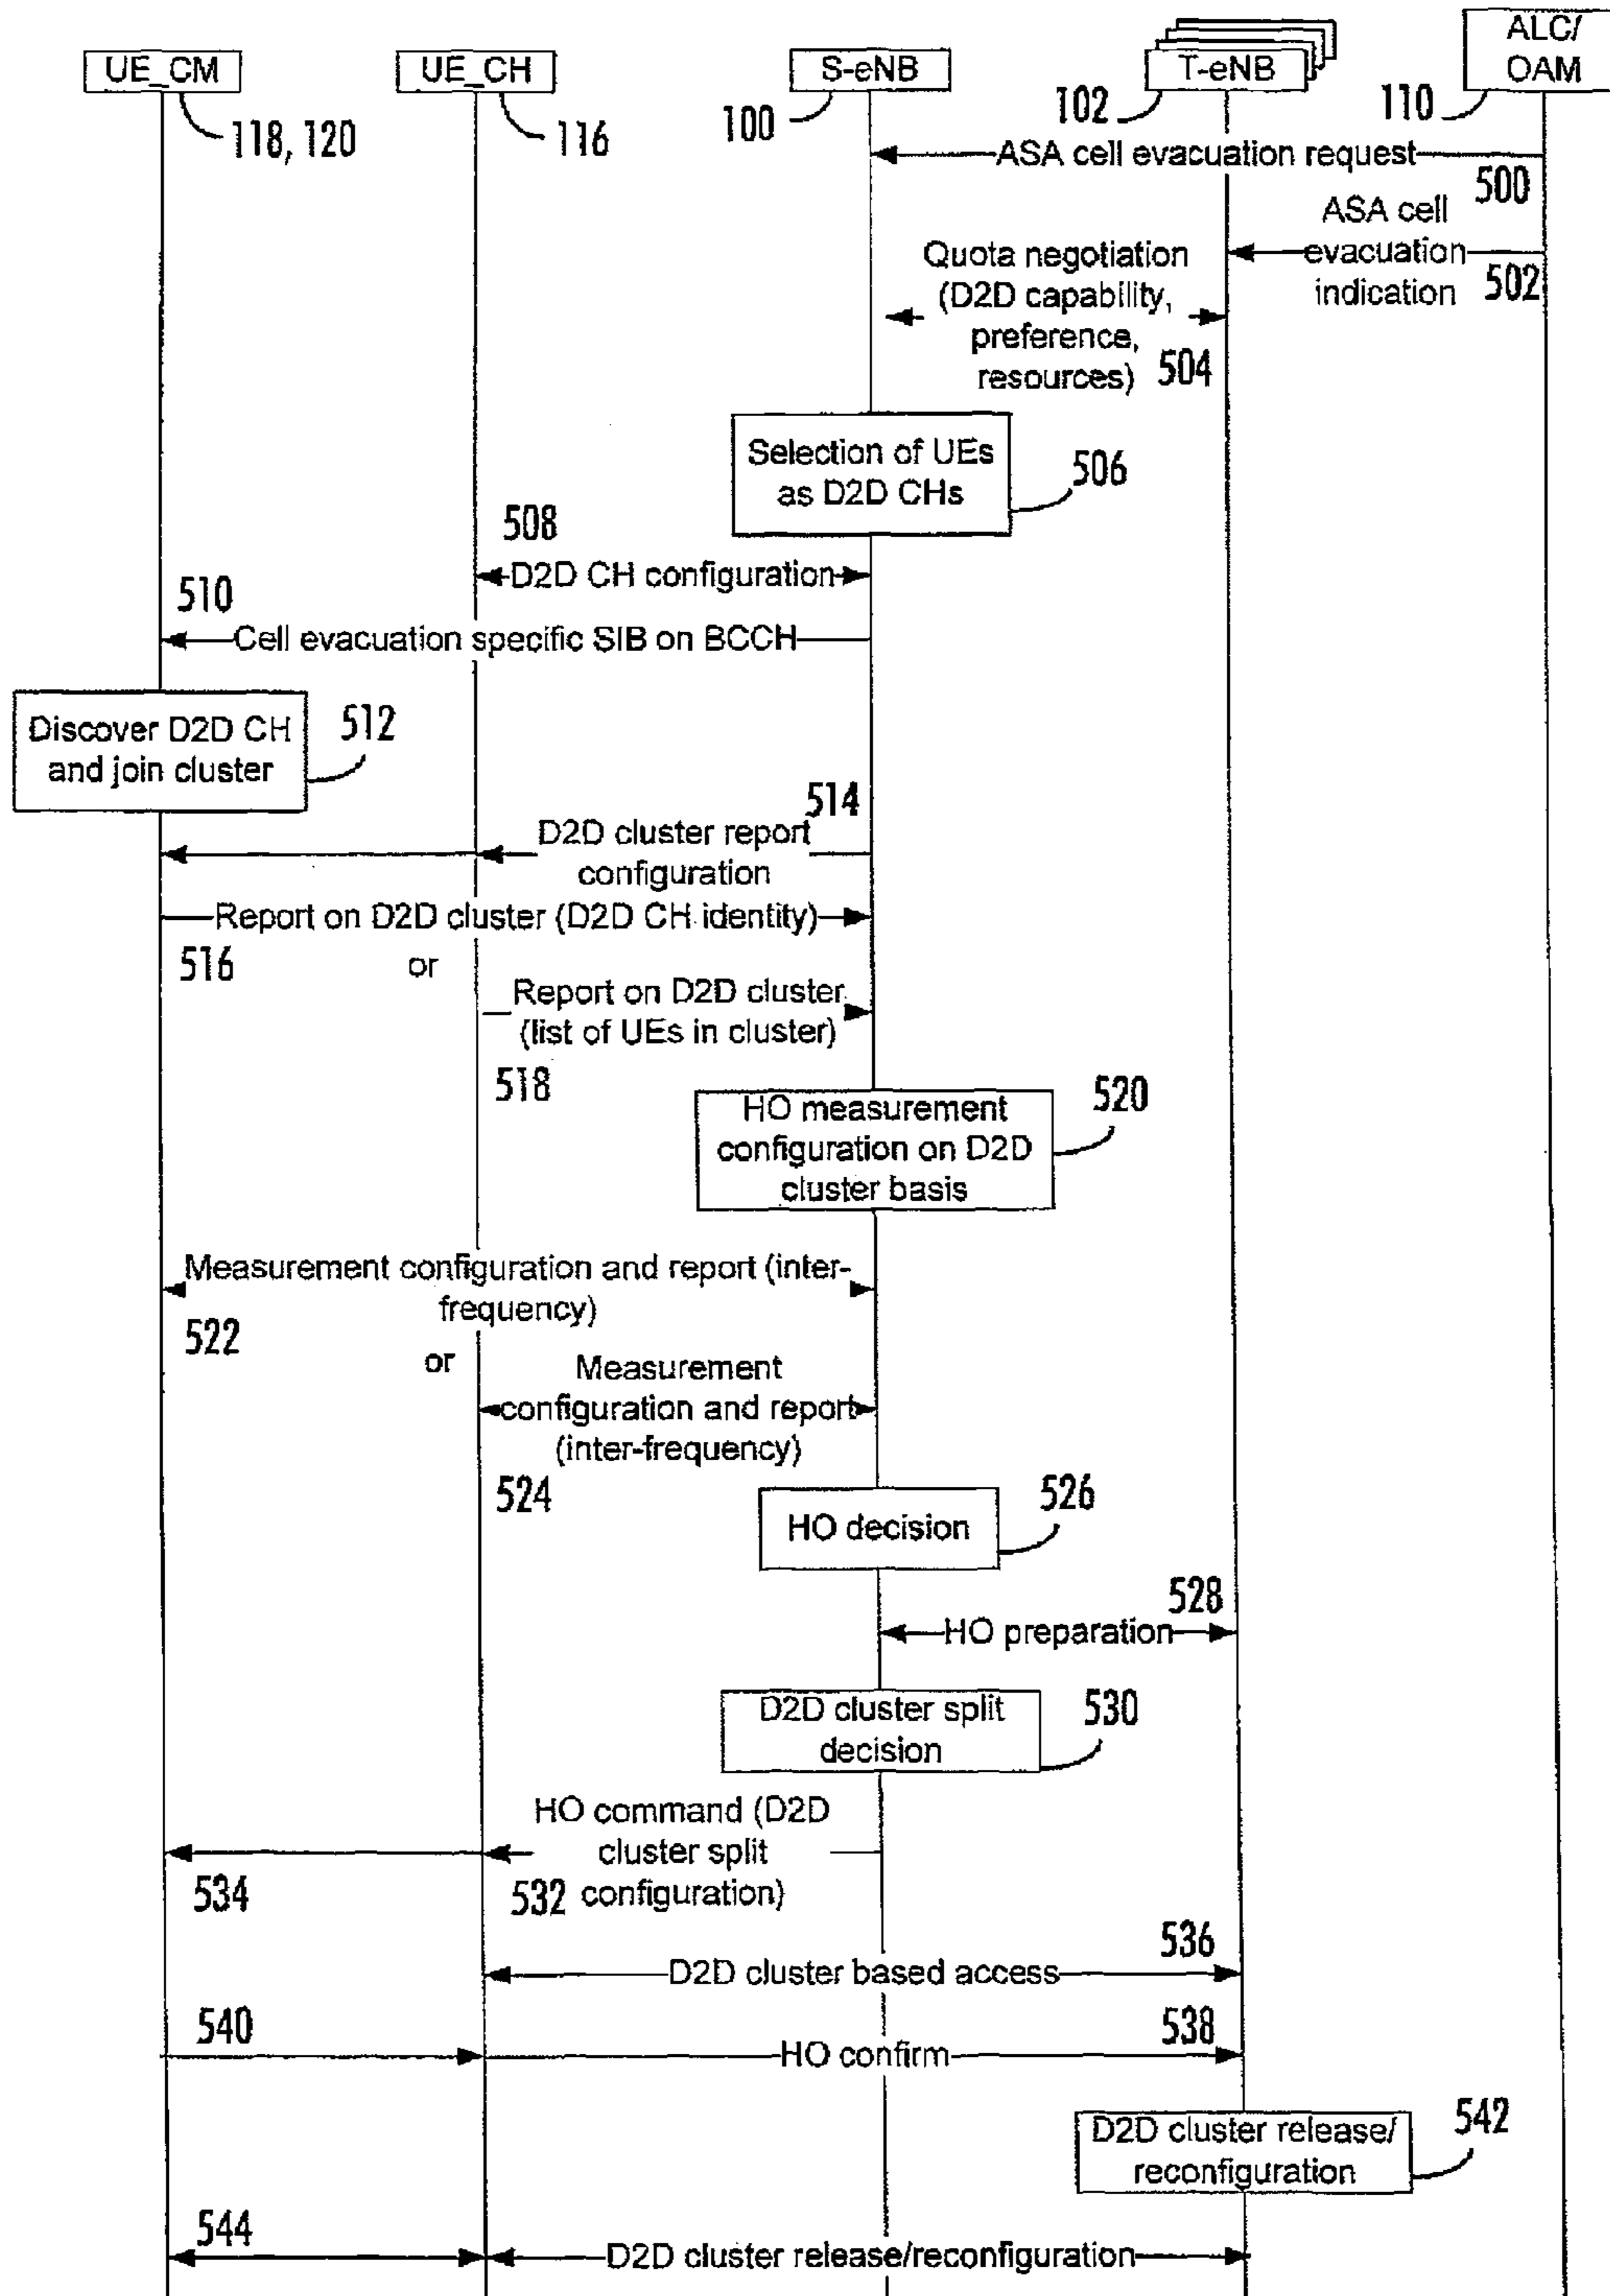 UE_CM
UE_CH
S-eNB
T-eNB
ALC/
OAM
118, 120
116
100
102
110
ASA cell evacuation request
500
ASA cell
evacuation
indication
502
Quota negotiation
(D2D capability,
preference,
resources)
504
Selection of UEs
as D2D CHs
506
508
D2D CH configuration
510
Cell evacuation specific SIB on BCCH
Discover D2D CH
and join cluster
512
514
D2D cluster report
configuration
Report on D2D cluster (D2D CH identity)
516
or
Report on D2D cluster
(list of UEs in cluster)
518
HO measurement
configuration on D2D
cluster basis
520
Measurement configuration and report (inter-
frequency)
522
or
Measurement
configuration and report
(inter-frequency)
524
HO decision
526
528
HO preparation
D2D cluster split
decision
530
HO command (D2D
cluster split
configuration)
534
532
536
D2D cluster based access
540
538
HO confirm
D2D cluster release/
reconfiguration
542
544
D2D cluster release/reconfiguration